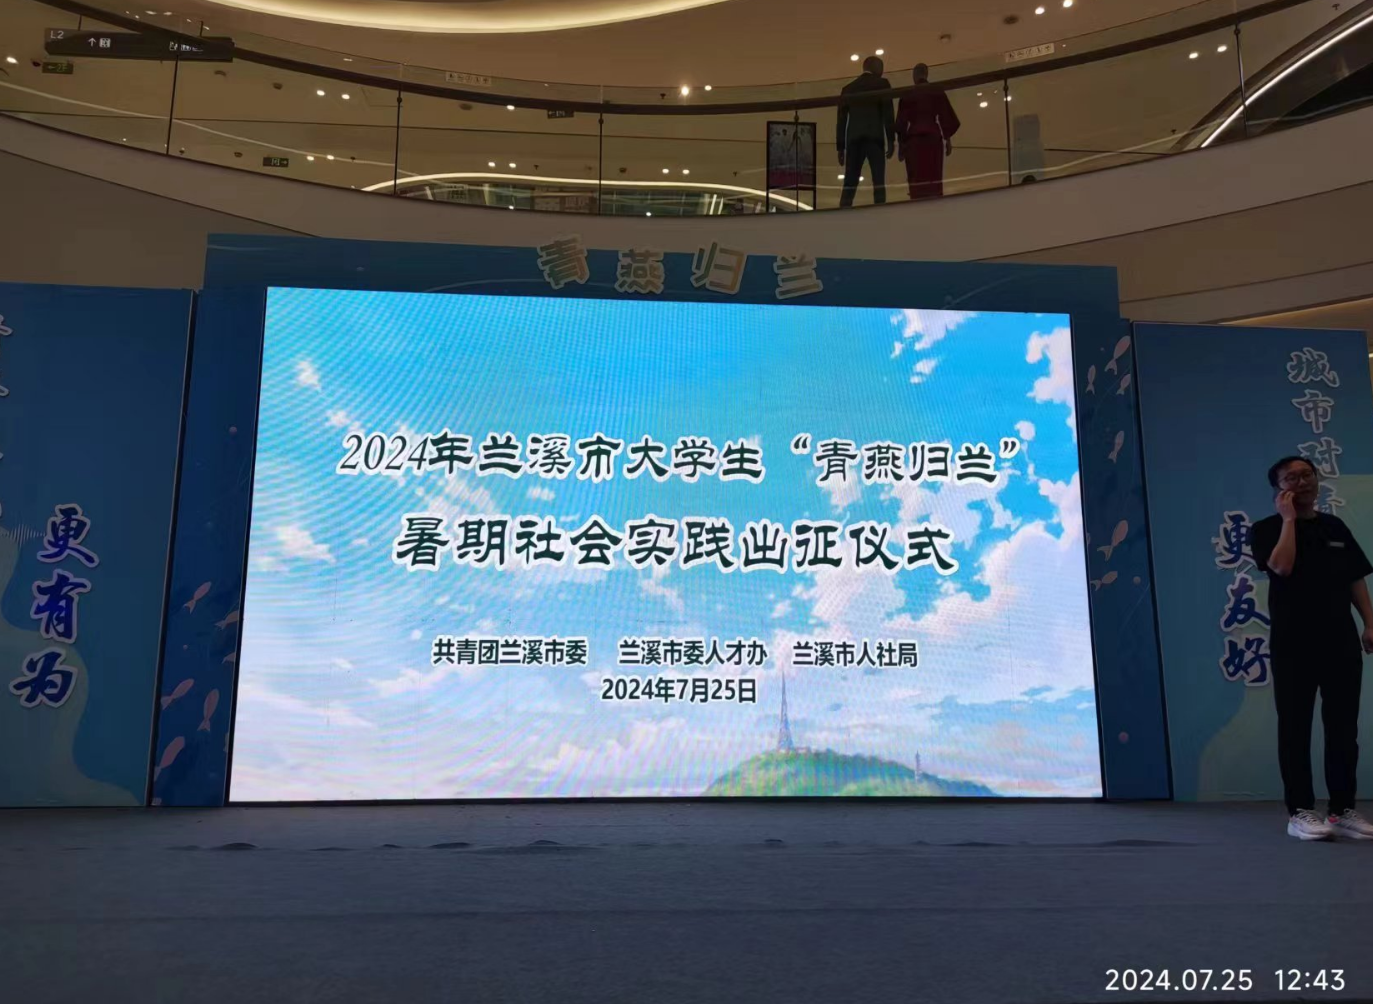 L2
青燕归兰
2024年兰溪市大学生“青燕归兰”
暑期社会实践出征仪式
共青团兰溪市委 兰溪市委人才办 兰溪市人社局
2024年7月25日
更有为
城市对青
更友好
2024.07.25 12:43